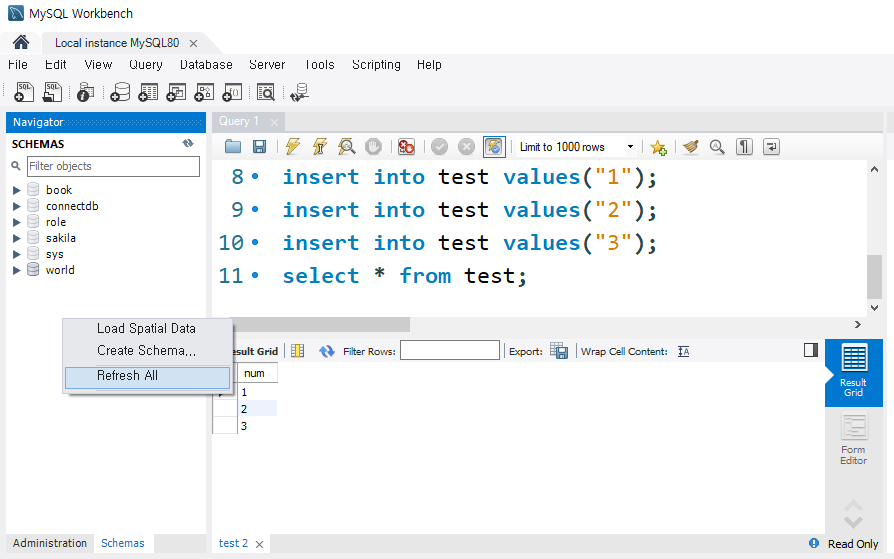 MySQL Workbench
Local instance MySQL80
File Edit View Query Database Server Tools Scripting Help
Navigator
SCHEMAS
Filter objects
book
connectdb
role
sakila
sys
world
Load Spatial Data
Create Schema...
Refresh All
Administration Schemas
Query 1
Limit to 1000 rows
8 insert into test values("1");
9 insert into test values("2");
10 insert into test values("3");
11 select * from test;
esult Grid Filter Rows: Export: Wrap Cell Content:
num
1
2
3
Result
Grid
Form
Editor
test 2
Read Only